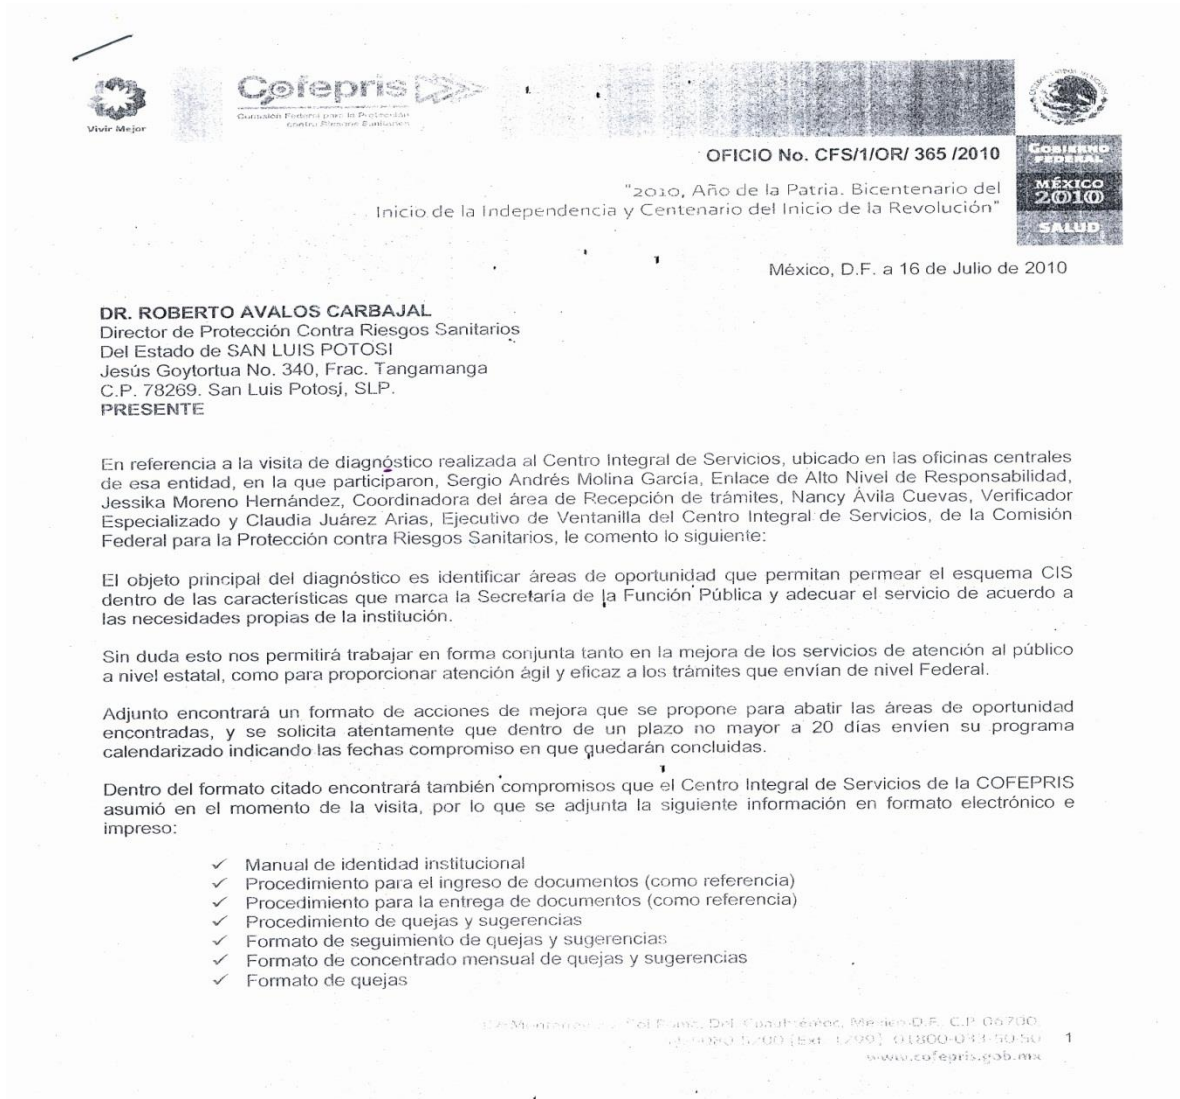 Vivir Mejor
Cofepris
Comisión Federal para la Protección
contra Riesgos Sanitarios
OFICIO No. CFS/1/OR/ 365 /2010
GOBIERNO
FEDERAL
MÉXICO
2010
SALUD
"2010, Año de la Patria. Bicentenario del
Inicio de la Independencia y Centenario del Inicio de la Revolución"
México, D.F. a 16 de Julio de 2010
DR. ROBERTO AVALOS CARBAJAL
Director de Protección Contra Riesgos Sanitarios
Del Estado de SAN LUIS POTOSI
Jesús Goytortua No. 340, Frac. Tangamanga
C.P. 78269. San Luis Potosí, SLP.
PRESENTE
En referencia a la visita de diagnóstico realizada al Centro Integral de Servicios, ubicado en las oficinas centrales
de esa entidad, en la que participaron, Sergio Andrés Molina García, Enlace de Alto Nivel de Responsabilidad,
Jessika Moreno Hernández, Coordinadora del área de Recepción de trámites, Nancy Ávila Cuevas, Verificador
Especializado y Claudia Juárez Arias, Ejecutivo de Ventanilla del Centro Integral de Servicios, de la Comisión
Federal para la Protección contra Riesgos Sanitarios, le comento lo siguiente:
El objeto principal del diagnóstico es identificar áreas de oportunidad que permitan permear el esquema CIS
dentro de las características que marca la Secretaría de la Función Pública y adecuar el servicio de acuerdo a
las necesidades propias de la institución.
Sin duda esto nos permitirá trabajar en forma conjunta tanto en la mejora de los servicios de atención al público
a nivel estatal, como para proporcionar atención ágil y eficaz a los trámites que envían de nivel Federal.
Adjunto encontrará un formato de acciones de mejora que se propone para abatir las áreas de oportunidad
encontradas, y se solicita atentamente que dentro de un plazo no mayor a 20 días envíen su programa
calendarizado indicando las fechas compromiso en que quedarán concluidas.
Dentro del formato citado encontrará también compromisos que el Centro Integral de Servicios de la COFEPRIS
asumió en el momento de la visita, por lo que se adjunta la siguiente información en formato electrónico e
impreso:
✓ Manual de identidad institucional
✓ Procedimiento para el ingreso de documentos (como referencia)
✓ Procedimiento para la entrega de documentos (como referencia)
✓ Procedimiento de quejas y sugerencias
✓ Formato de seguimiento de quejas y sugerencias
✓ Formato de concentrado mensual de quejas y sugerencias
✓ Formato de quejas
Col Roma, Del. Cuauhtémoc, México D.F. C.P. 06700
01800-033-50-50
www.cofepris.gob.mx
1